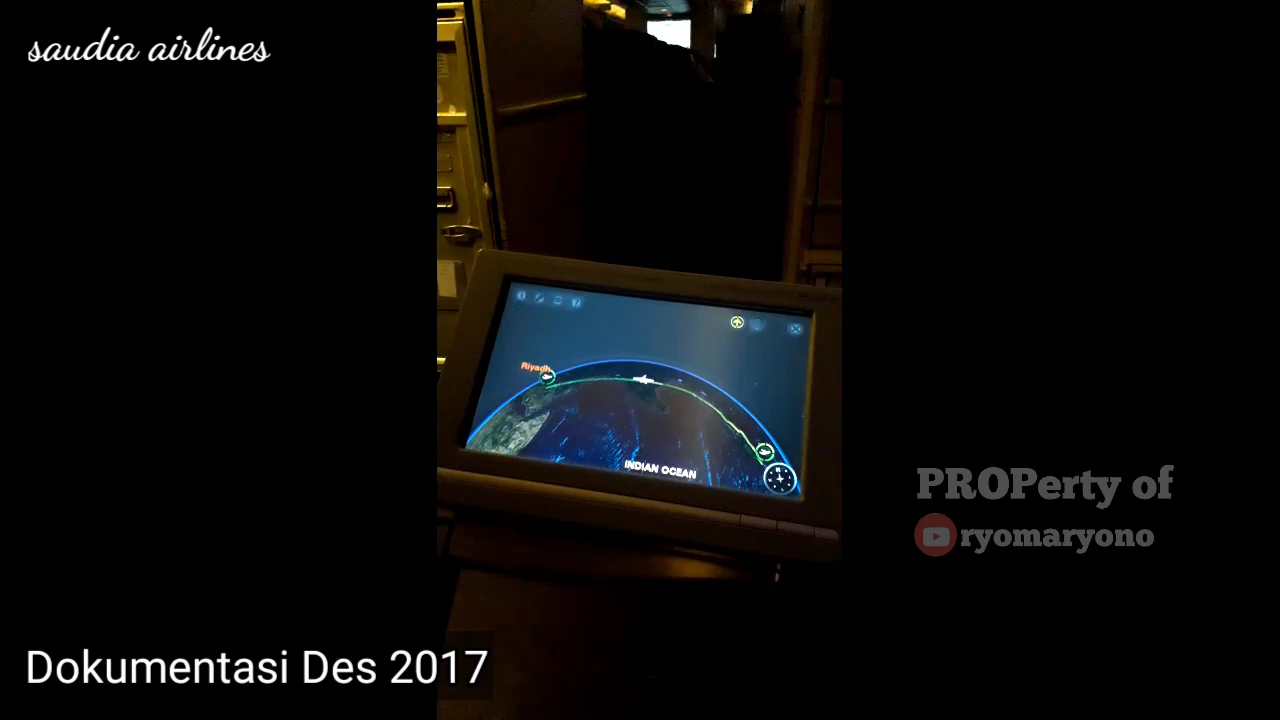 saudia airlines
Riyadh
INDIAN OCEAN
PROPerty of
ryomaryono
Dokumentasi Des 2017